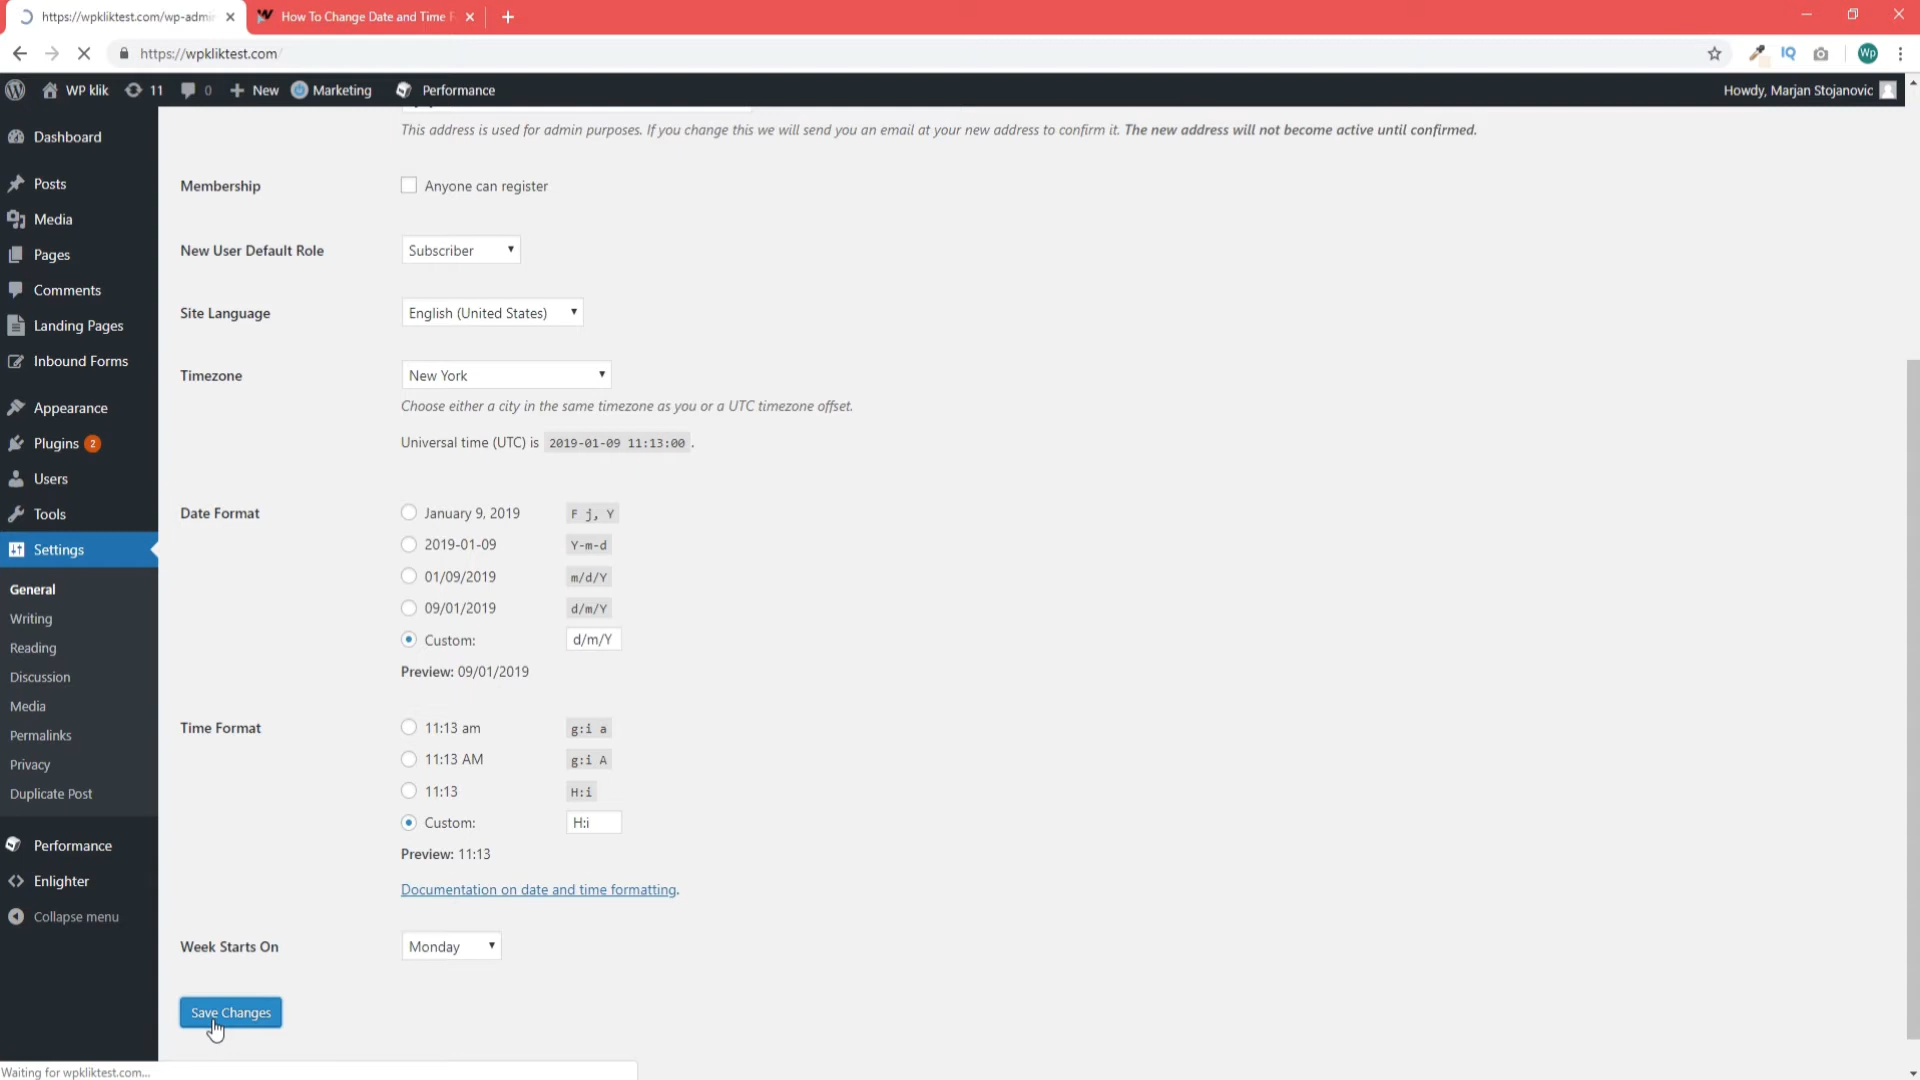 https://wpkliktest.com/wp-admi
How To Change Date and Time F
https://wpkliktest.com
IQ
Wp
WP klik
11
0
New
Marketing
Performance
Howdy, Marjan Stojanovic
Dashboard
Posts
Media
Pages
Comments
Landing Pages
Inbound Forms
Appearance
Plugins 2
Users
Tools
Settings
General
Writing
Reading
Discussion
Media
Permalinks
Privacy
Duplicate Post
Performance
Enlighter
Collapse menu
This address is used for admin purposes. If you change this we will send you an email at your new address to confirm it. The new address will not become active until confirmed.
Membership
Anyone can register
New User Default Role
Subscriber
Site Language
English (United States)
Timezone
New York
Choose either a city in the same timezone as you or a UTC timezone offset.
Universal time (UTC) is 2019-01-09 11:13:00 .
Date Format
January 9, 2019 F j, Y
2019-01-09 Y-m-d
01/09/2019 m/d/Y
09/01/2019 d/m/Y
Custom: d/m/Y
Preview: 09/01/2019
Time Format
11:13 am g:i a
11:13 AM g:i A
11:13 H:i
Custom: H:i
Preview: 11:13
Documentation on date and time formatting.
Week Starts On
Monday
Save Changes
Waiting for wpkliktest.com...